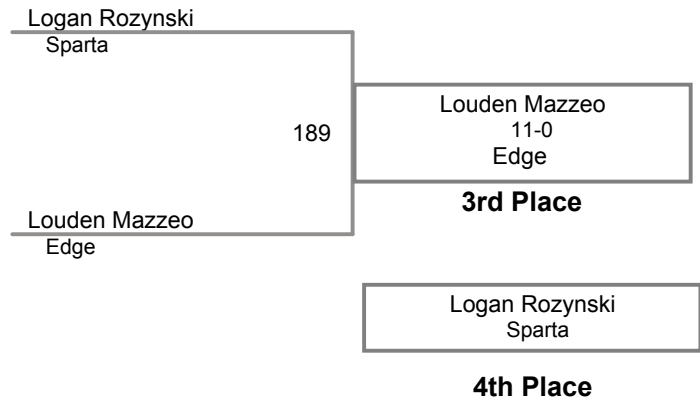 Logan Rozynski
Sparta
189
Louden Mazzeo
11-0
Edge
3rd Place
Louden Mazzeo
Edge
Logan Rozynski
Sparta
4th Place